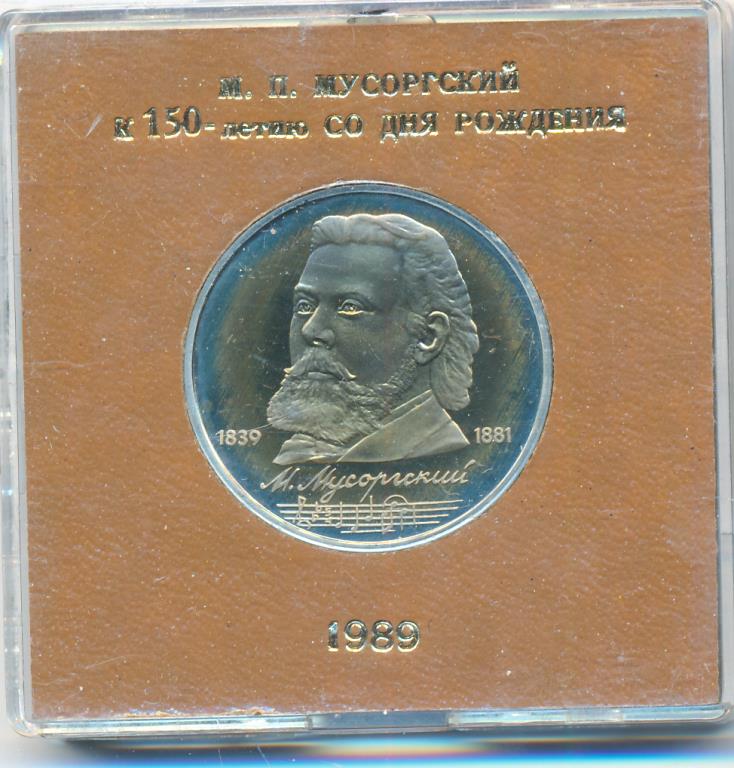 М. П. МУСОРГСКИЙ
К 150-летию СО ДНЯ РОЖДЕНИЯ
1839 1881
М. Мусоргский
1989